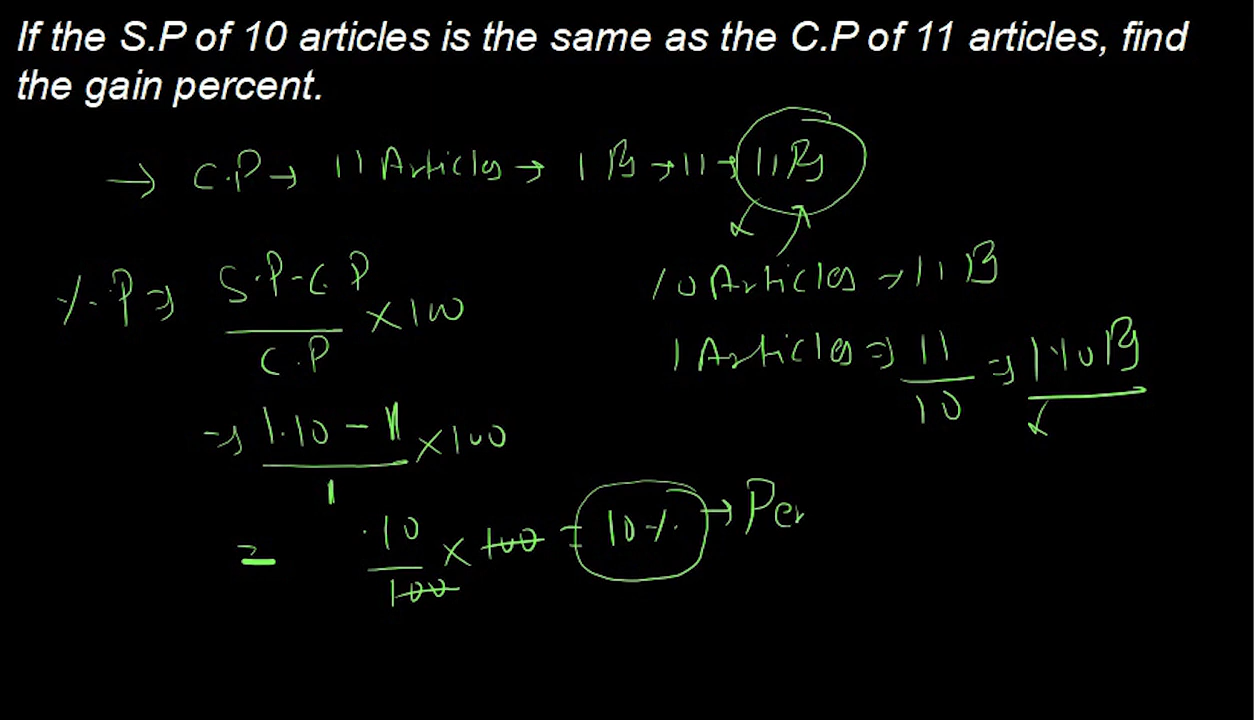 If the S.P of 10 articles is the same as the C.P of 11 articles, find
the gain percent.
→ C.P → 11 Articles → 1 Rs → 11 → 11 Rs
10 Articles → 11 Rs
%.P ⇒ S.P - C.P / C.P × 100
1 Articles ⇒ 11 / 10 ⇒ 1.10 Rs
⇒ 1.10 - 1 / 1 × 100
= .10 / 100 × 100 = 10 % → Per